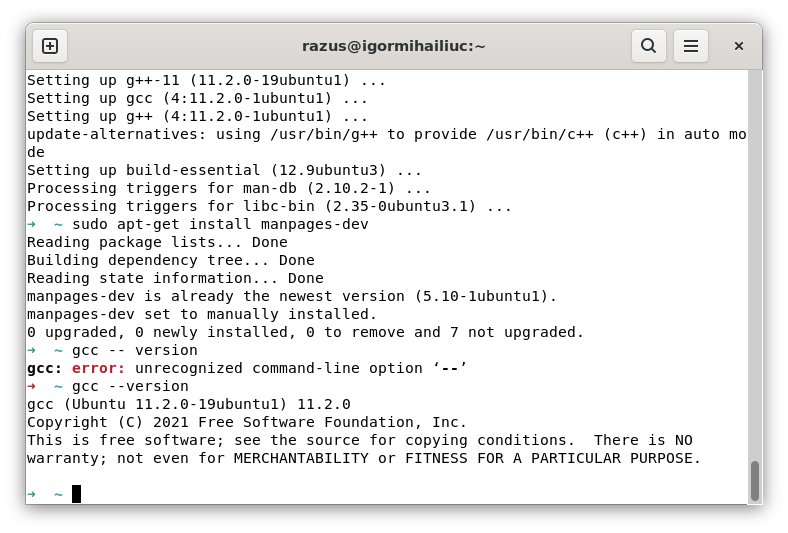 razus@igormihailiuc:~
Setting up g++-11 (11.2.0-19ubuntu1) ...
Setting up gcc (4:11.2.0-1ubuntu1) ...
Setting up g++ (4:11.2.0-1ubuntu1) ...
update-alternatives: using /usr/bin/g++ to provide /usr/bin/c++ (c++) in auto mo
de
Setting up build-essential (12.9ubuntu3) ...
Processing triggers for man-db (2.10.2-1) ...
Processing triggers for libc-bin (2.35-0ubuntu3.1) ...
→  ~ sudo apt-get install manpages-dev
Reading package lists... Done
Building dependency tree... Done
Reading state information... Done
manpages-dev is already the newest version (5.10-1ubuntu1).
manpages-dev set to manually installed.
0 upgraded, 0 newly installed, 0 to remove and 7 not upgraded.
→  ~ gcc -- version
gcc: error: unrecognized command-line option ‘--’
→  ~ gcc --version
gcc (Ubuntu 11.2.0-19ubuntu1) 11.2.0
Copyright (C) 2021 Free Software Foundation, Inc.
This is free software; see the source for copying conditions.  There is NO
warranty; not even for MERCHANTABILITY or FITNESS FOR A PARTICULAR PURPOSE.
→  ~